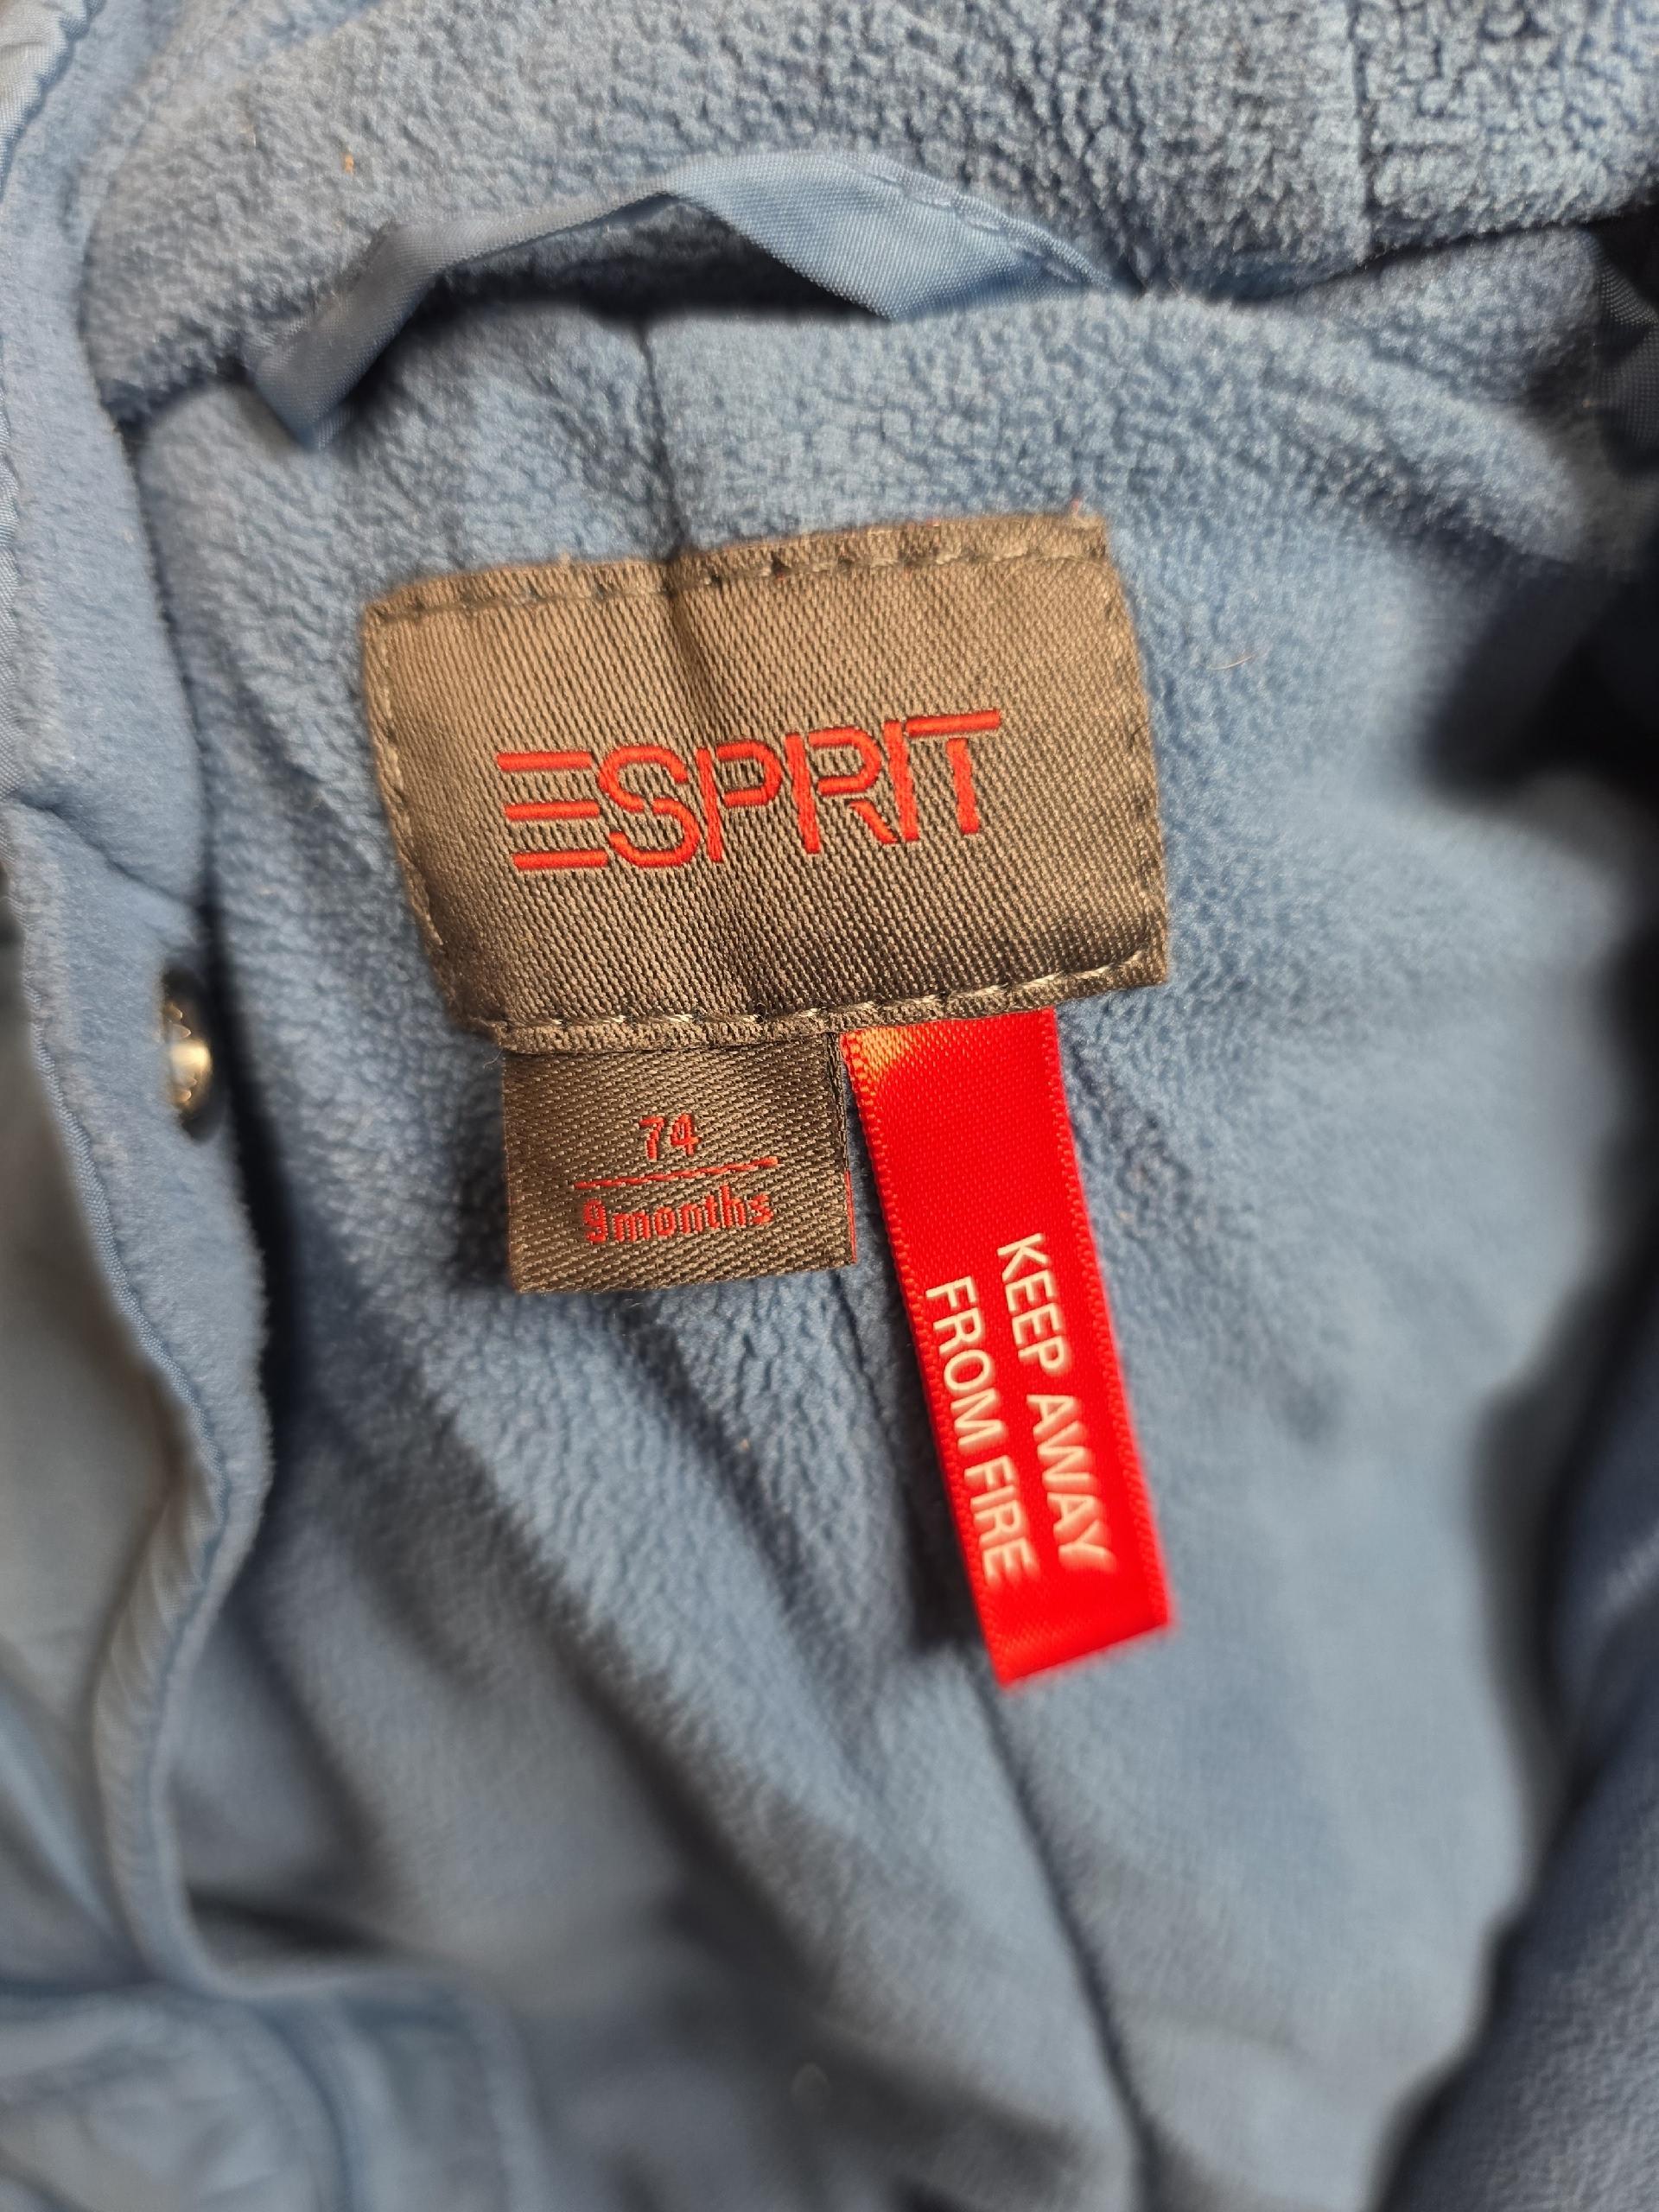 ESPRIT
74
9months
KEEP AWAY
FROM FIRE